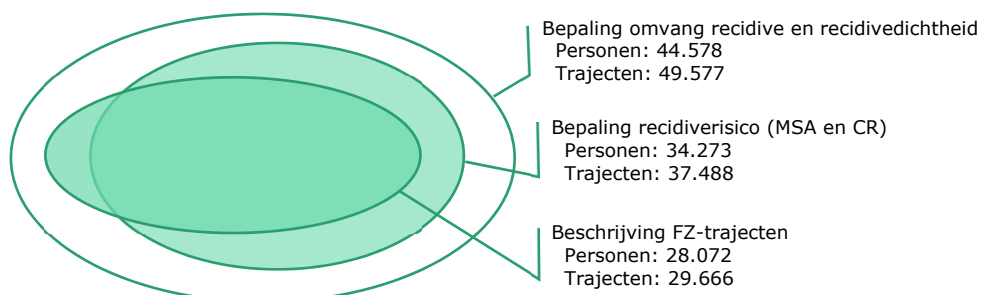 Bepaling omvang recidive en recidivedichtheid
Personen: 44.578
Trajecten: 49.577
Bepaling recidiverisico (MSA en CR)
Personen: 34.273
Trajecten: 37.488
Beschrijving FZ-trajecten
Personen: 28.072
Trajecten: 29.666